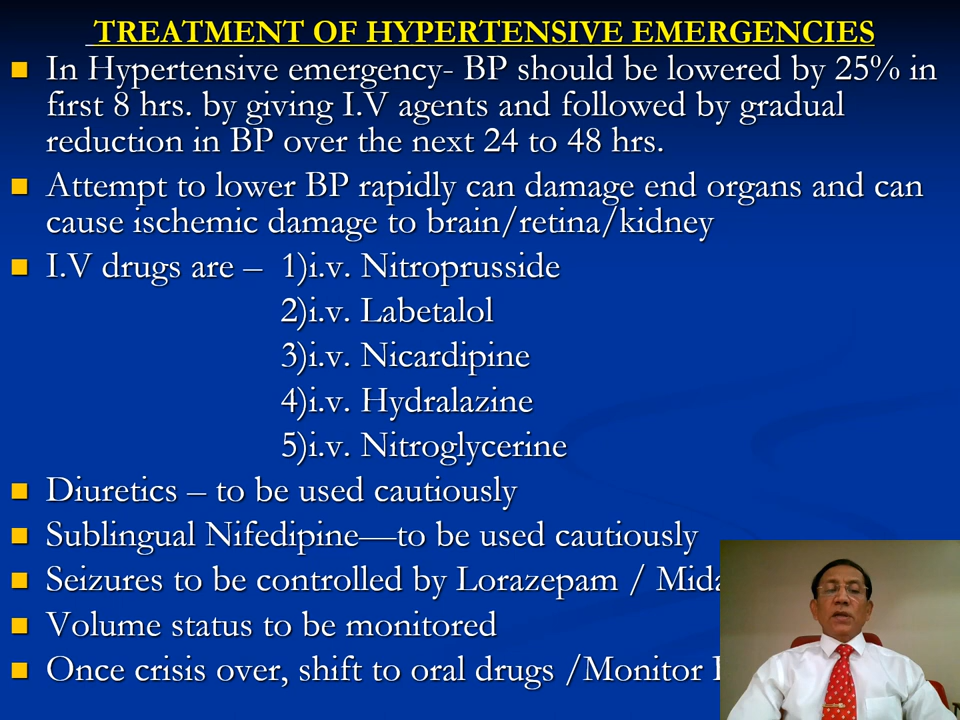 TREATMENT OF HYPERTENSIVE EMERGENCIES
In Hypertensive emergency- BP should be lowered by 25% in
first 8 hrs. by giving I.V agents and followed by gradual
reduction in BP over the next 24 to 48 hrs.
Attempt to lower BP rapidly can damage end organs and can
cause ischemic damage to brain/retina/kidney
I.V drugs are – 1)i.v. Nitroprusside
2)i.v. Labetalol
3)i.v. Nicardipine
4)i.v. Hydralazine
5)i.v. Nitroglycerine
Diuretics – to be used cautiously
Sublingual Nifedipine—to be used cautiously
Seizures to be controlled by Lorazepam /
Volume status to be monitored
Once crisis over, shift to oral drugs /Monitor